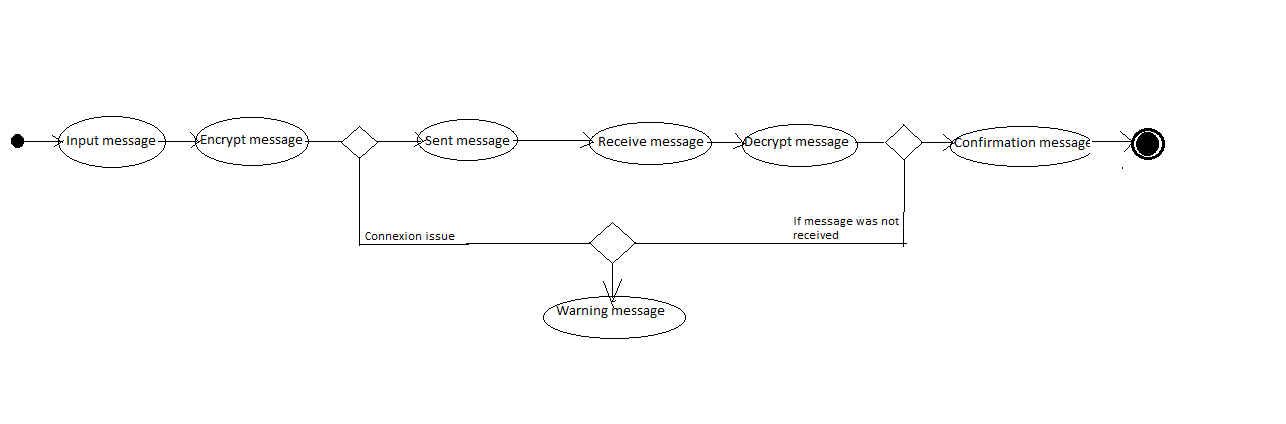 Input message
Encrypt message
Sent message
Receive message
Decrypt message
Confirmation message
If message was not
received
Connexion issue
Warning message